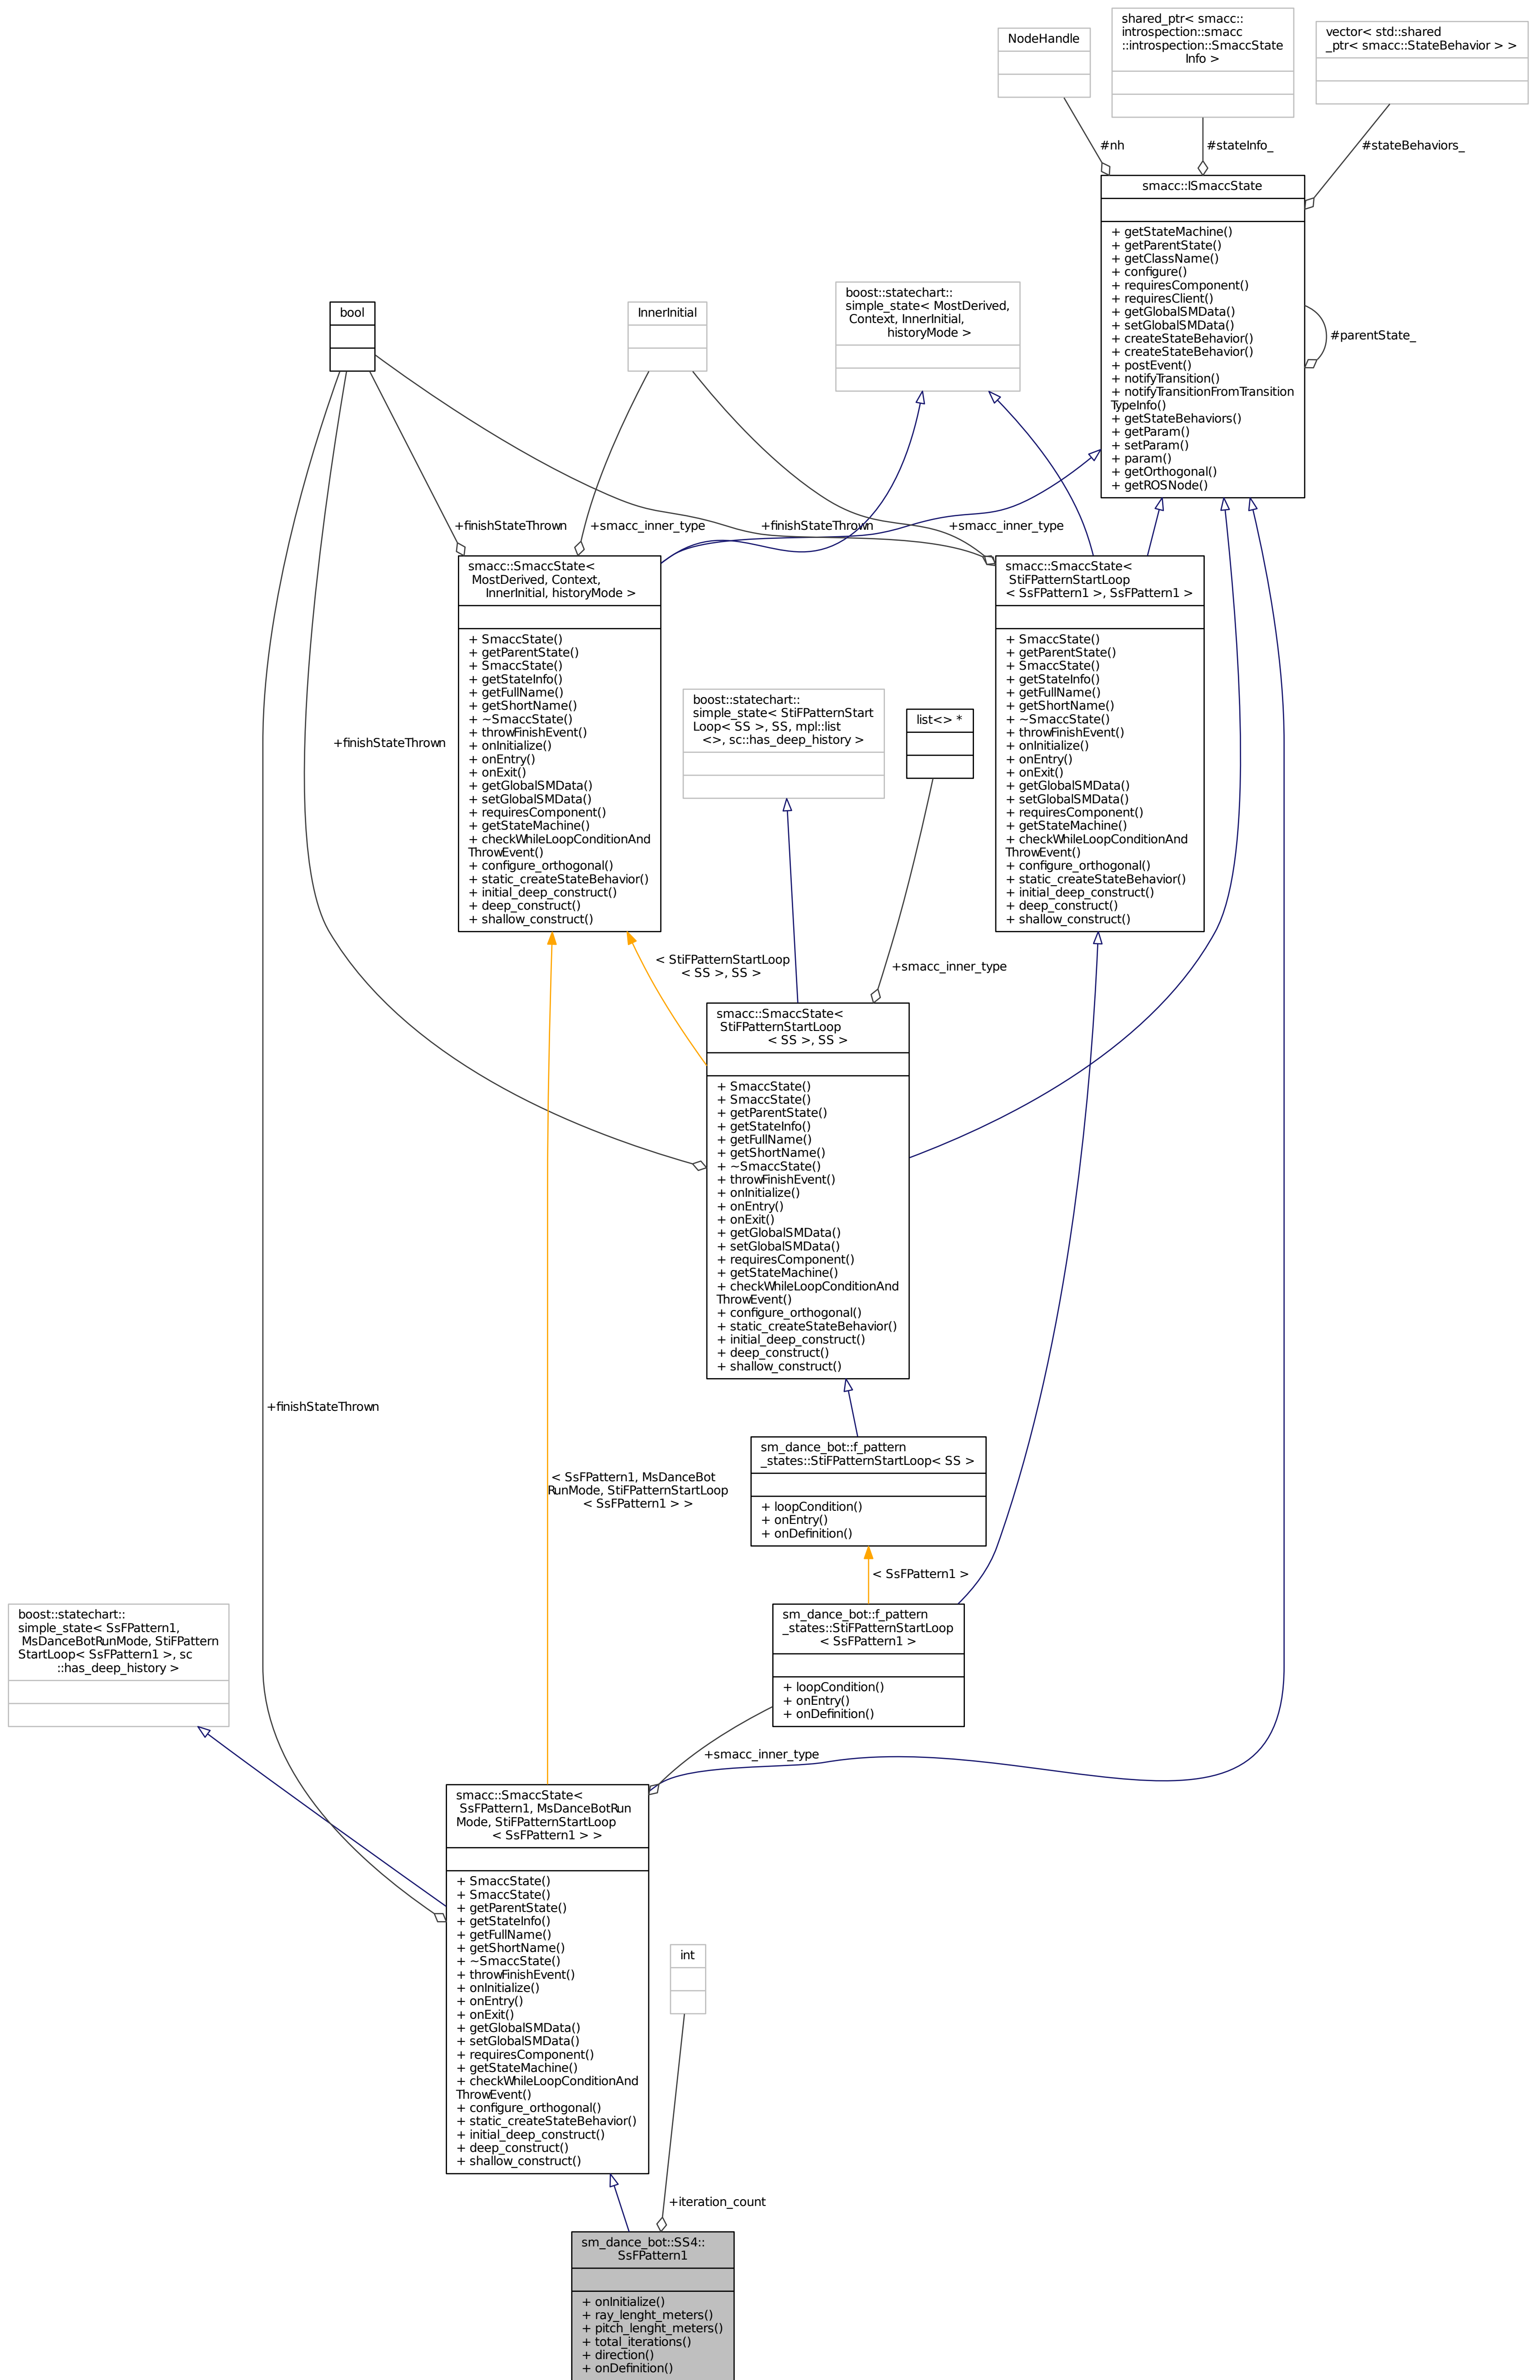 NodeHandle
shared_ptr< smacc::
introspection::smacc
::introspection::SmaccState
Info >
vector< std::shared
_ptr< smacc::StateBehavior > >
#nh
#stateInfo_
#stateBehaviors_
smacc::ISmaccState
+ getStateMachine()
+ getParentState()
+ getClassName()
+ configure()
+ requiresComponent()
+ requiresClient()
+ getGlobalSMData()
+ setGlobalSMData()
+ createStateBehavior()
+ createStateBehavior()
+ postEvent()
+ notifyTransition()
+ notifyTransitionFromTransition
TypeInfo()
+ getStateBehaviors()
+ getParam()
+ setParam()
+ param()
+ getOrthogonal()
+ getROSNode()
#parentState_
bool
InnerInitial
boost::statechart::
simple_state< MostDerived,
Context, InnerInitial,
historyMode >
+finishStateThrown
+smacc_inner_type
+finishStateThrown
+smacc_inner_type
smacc::SmaccState<
MostDerived, Context,
InnerInitial, historyMode >
+ SmaccState()
+ getParentState()
+ SmaccState()
+ getStateInfo()
+ getFullName()
+ getShortName()
+ ~SmaccState()
+ throwFinishEvent()
+ onInitialize()
+ onEntry()
+ onExit()
+ getGlobalSMData()
+ setGlobalSMData()
+ requiresComponent()
+ getStateMachine()
+ checkWhileLoopConditionAnd
ThrowEvent()
+ configure_orthogonal()
+ static_createStateBehavior()
+ initial_deep_construct()
+ deep_construct()
+ shallow_construct()
smacc::SmaccState<
StiFPatternStartLoop
< SsFPattern1 >, SsFPattern1 >
+ SmaccState()
+ getParentState()
+ SmaccState()
+ getStateInfo()
+ getFullName()
+ getShortName()
+ ~SmaccState()
+ throwFinishEvent()
+ onInitialize()
+ onEntry()
+ onExit()
+ getGlobalSMData()
+ setGlobalSMData()
+ requiresComponent()
+ getStateMachine()
+ checkWhileLoopConditionAnd
ThrowEvent()
+ configure_orthogonal()
+ static_createStateBehavior()
+ initial_deep_construct()
+ deep_construct()
+ shallow_construct()
+finishStateThrown
boost::statechart::
simple_state< StiFPatternStart
Loop< SS >, SS, mpl::list
<>, sc::has_deep_history >
list<> *
< StiFPatternStartLoop
< SS >, SS >
+smacc_inner_type
smacc::SmaccState<
StiFPatternStartLoop
< SS >, SS >
+ SmaccState()
+ SmaccState()
+ getParentState()
+ getStateInfo()
+ getFullName()
+ getShortName()
+ ~SmaccState()
+ throwFinishEvent()
+ onInitialize()
+ onEntry()
+ onExit()
+ getGlobalSMData()
+ setGlobalSMData()
+ requiresComponent()
+ getStateMachine()
+ checkWhileLoopConditionAnd
ThrowEvent()
+ configure_orthogonal()
+ static_createStateBehavior()
+ initial_deep_construct()
+ deep_construct()
+ shallow_construct()
+finishStateThrown
sm_dance_bot::f_pattern
_states::StiFPatternStartLoop< SS >
+ loopCondition()
+ onEntry()
+ onDefinition()
< SsFPattern1, MsDanceBot
RunMode, StiFPatternStartLoop
< SsFPattern1 > >
< SsFPattern1 >
boost::statechart::
simple_state< SsFPattern1,
MsDanceBotRunMode, StiFPattern
StartLoop< SsFPattern1 >, sc
::has_deep_history >
sm_dance_bot::f_pattern
_states::StiFPatternStartLoop
< SsFPattern1 >
+ loopCondition()
+ onEntry()
+ onDefinition()
+smacc_inner_type
smacc::SmaccState<
SsFPattern1, MsDanceBotRun
Mode, StiFPatternStartLoop
< SsFPattern1 > >
+ SmaccState()
+ SmaccState()
+ getParentState()
+ getStateInfo()
+ getFullName()
+ getShortName()
+ ~SmaccState()
+ throwFinishEvent()
+ onInitialize()
+ onEntry()
+ onExit()
+ getGlobalSMData()
+ setGlobalSMData()
+ requiresComponent()
+ getStateMachine()
+ checkWhileLoopConditionAnd
ThrowEvent()
+ configure_orthogonal()
+ static_createStateBehavior()
+ initial_deep_construct()
+ deep_construct()
+ shallow_construct()
int
+iteration_count
sm_dance_bot::SS4::
SsFPattern1
+ onInitialize()
+ ray_lenght_meters()
+ pitch_lenght_meters()
+ total_iterations()
+ direction()
+ onDefinition()